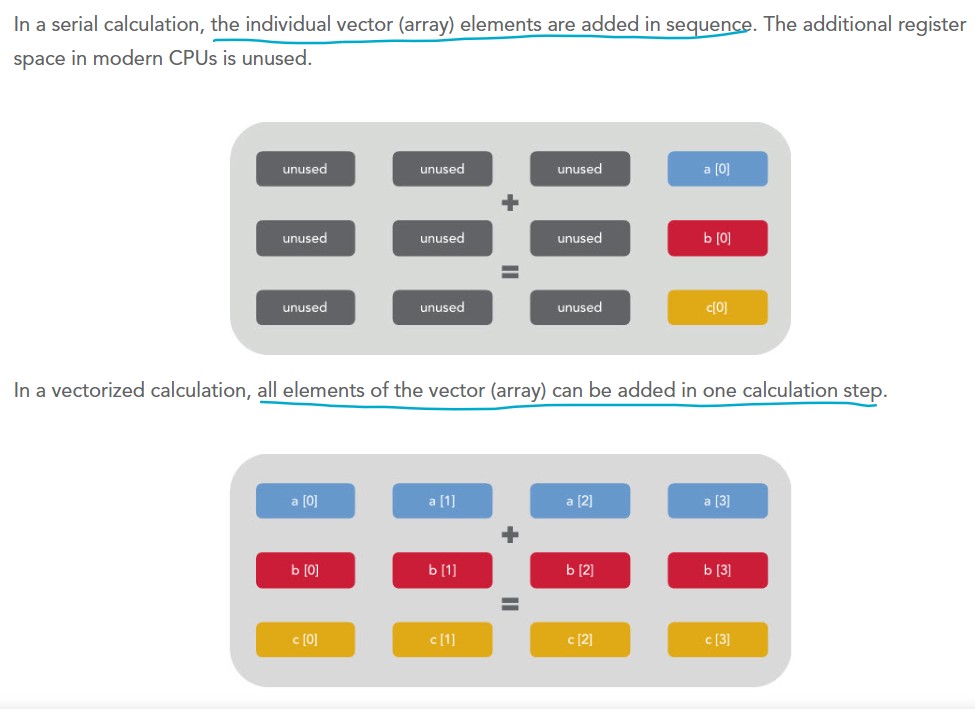 In a serial calculation, the individual vector (array) elements are added in sequence. The additional register
space in modern CPUs is unused.
unused unused unused a [0]
+
unused unused unused b [0]
=
unused unused unused c[0]
In a vectorized calculation, all elements of the vector (array) can be added in one calculation step.
a [0] a [1] a [2] a [3]
+
b [0] b [1] b [2] b [3]
=
c [0] c [1] c [2] c [3]